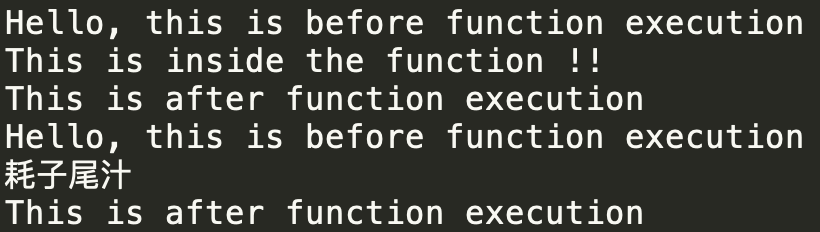 Hello, this is before function execution
This is inside the function !!
This is after function execution
Hello, this is before function execution
耗子尾汁
This is after function execution